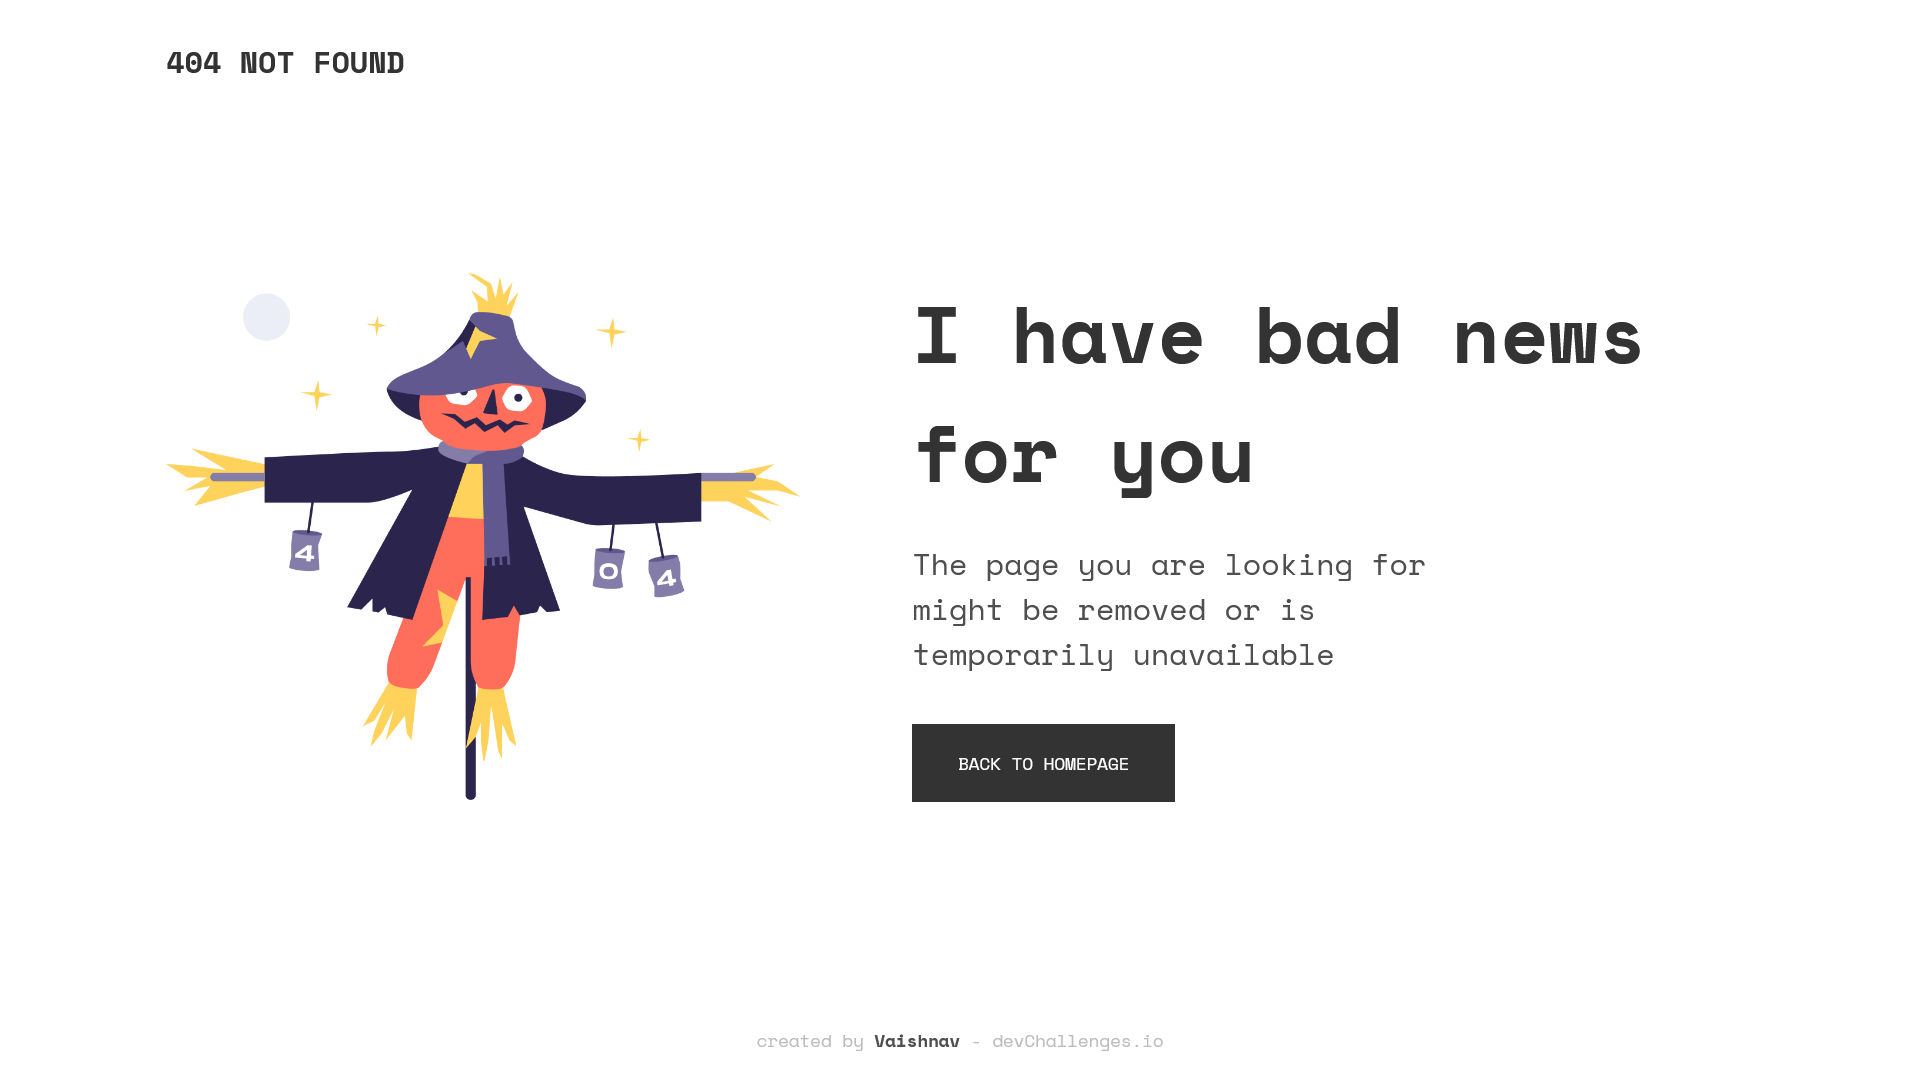 404 NOT FOUND
4
0
4
I have bad news
for you
The page you are looking for
might be removed or is
temporarily unavailable
BACK TO HOMEPAGE
created by Vaishnav - devChallenges.io